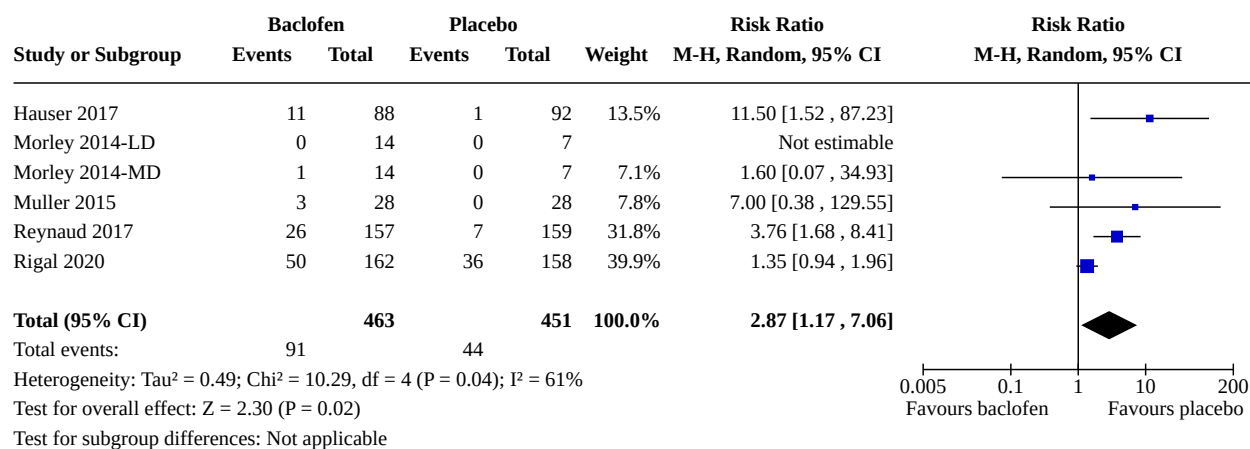 Baclofen Placebo Risk Ratio Risk Ratio
Study or Subgroup Events Total Events Total Weight M-H, Random, 95% CI M-H, Random, 95% CI
Hauser 2017 11 88 1 92 13.5% 11.50 [1.52 , 87.23]
Morley 2014-LD 0 14 0 7 Not estimable
Morley 2014-MD 1 14 0 7 7.1% 1.60 [0.07 , 34.93]
Muller 2015 3 28 0 28 7.8% 7.00 [0.38 , 129.55]
Reynaud 2017 26 157 7 159 31.8% 3.76 [1.68 , 8.41]
Rigal 2020 50 162 36 158 39.9% 1.35 [0.94 , 1.96]
Total (95% CI) 463 451 100.0% 2.87 [1.17 , 7.06]
Total events: 91 44
Heterogeneity: Tau² = 0.49; Chi² = 10.29, df = 4 (P = 0.04); I² = 61%
Test for overall effect: Z = 2.30 (P = 0.02)
Test for subgroup differences: Not applicable
0.005 0.1 1 10 200
Favours baclofen Favours placebo